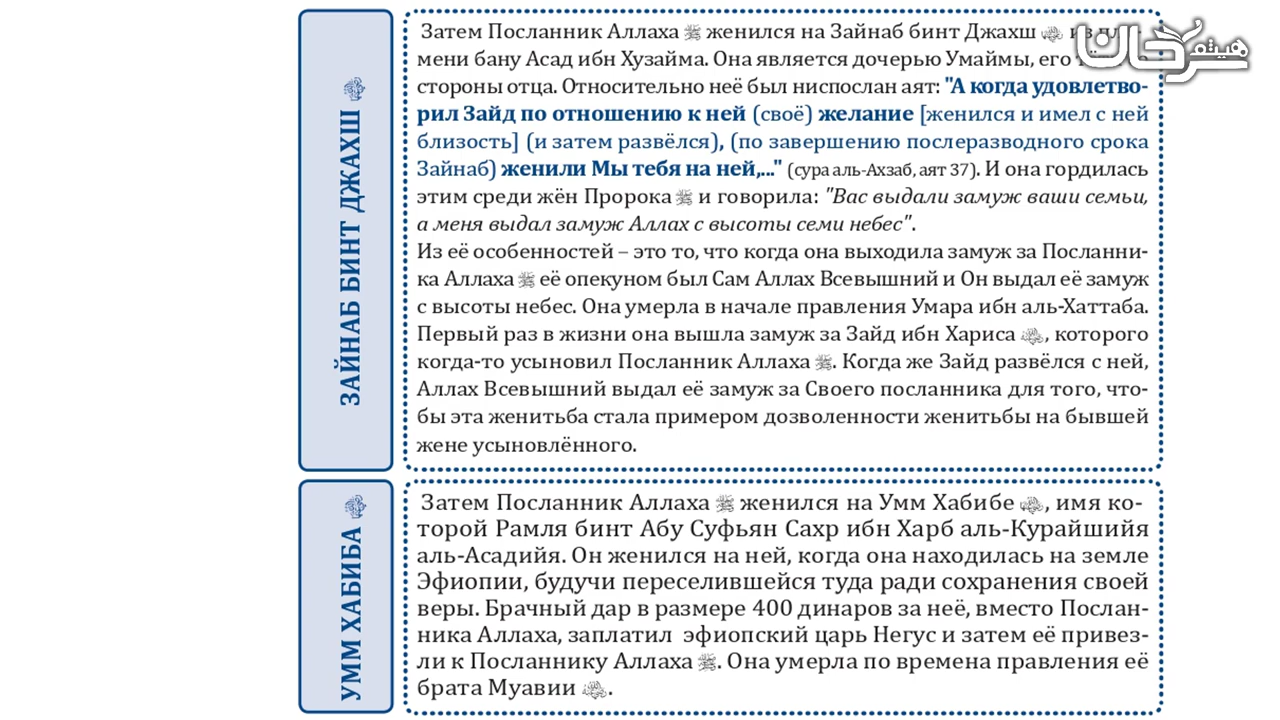 ЗАЙНАБ БИНТ ДЖАХШ
Затем Посланник Аллаха ﷺ женился на Зайнаб бинт Джахш
мени бану Асад ибн Хузайма. Она является дочерью Умаймы, его
стороны отца. Относительно неё был ниспослан аят: "А когда удовлетво-
рил Зайд по отношению к ней (своё) желание [женился и имел с ней
близость] (и затем развёлся), (по завершению послеразводного срока
Зайнаб) женили Мы тебя на ней,..." (сура аль-Ахзаб, аят 37). И она гордилась
этим среди жён Пророка ﷺ и говорила: "Вас выдали замуж ваши семьи,
а меня выдал замуж Аллах с высоты семи небес".
Из её особенностей – это то, что когда она выходила замуж за Посланни-
ка Аллаха ﷺ её опекуном был Сам Аллах Всевышний и Он выдал её замуж
с высоты небес. Она умерла в начале правления Умара ибн аль-Хаттаба.
Первый раз в жизни она вышла замуж за Зайд ибн Хариса , которого
когда-то усыновил Посланник Аллаха ﷺ. Когда же Зайд развёлся с ней,
Аллах Всевышний выдал её замуж за Своего посланника для того, что-
бы эта женитьба стала примером дозволенности женитьбы на бывшей
жене усыновлённого.
УММ ХАБИБА
Затем Посланник Аллаха ﷺ женился на Умм Хабибе , имя ко-
торой Рамля бинт Абу Суфьян Сахр ибн Харб аль-Курайшийя
аль-Асадийя. Он женился на ней, когда она находилась на земле
Эфиопии, будучи переселившейся туда ради сохранения своей
веры. Брачный дар в размере 400 динаров за неё, вместо Послан-
ника Аллаха, заплатил эфиопский царь Негус и затем её привез-
ли к Посланнику Аллаха ﷺ. Она умерла по времена правления её
брата Муавии .